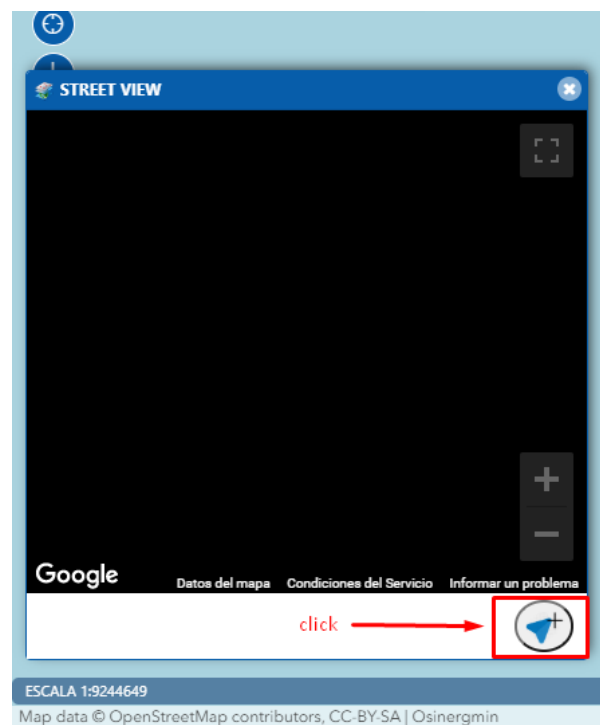 STREET VIEW
Google
Datos del mapa Condiciones del Servicio Informar un problema
click
ESCALA 1:9244649
Map data © OpenStreetMap contributors, CC-BY-SA | Osinergmin